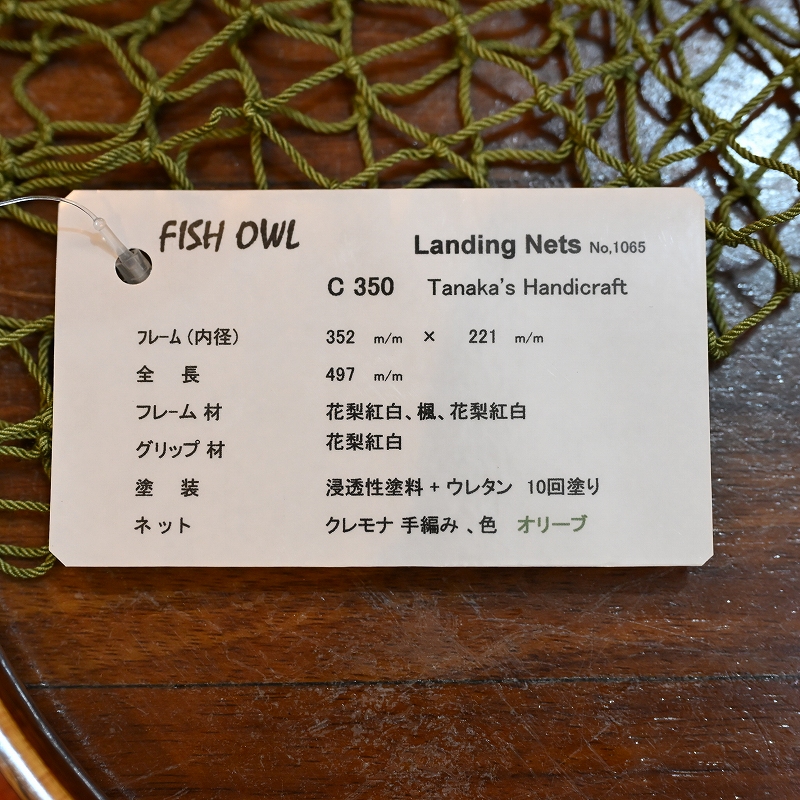 FISH OWL
Landing Nets No,1065
C 350 Tanaka's Handicraft
フレーム（内径） 352 m/m × 221 m/m
全 長 497 m/m
フレーム 材 花梨紅白、楓、花梨紅白
グリップ 材 花梨紅白
塗 装 浸透性塗料 + ウレタン 10回塗り
ネット クレモナ 手編み 、色 オリーブ